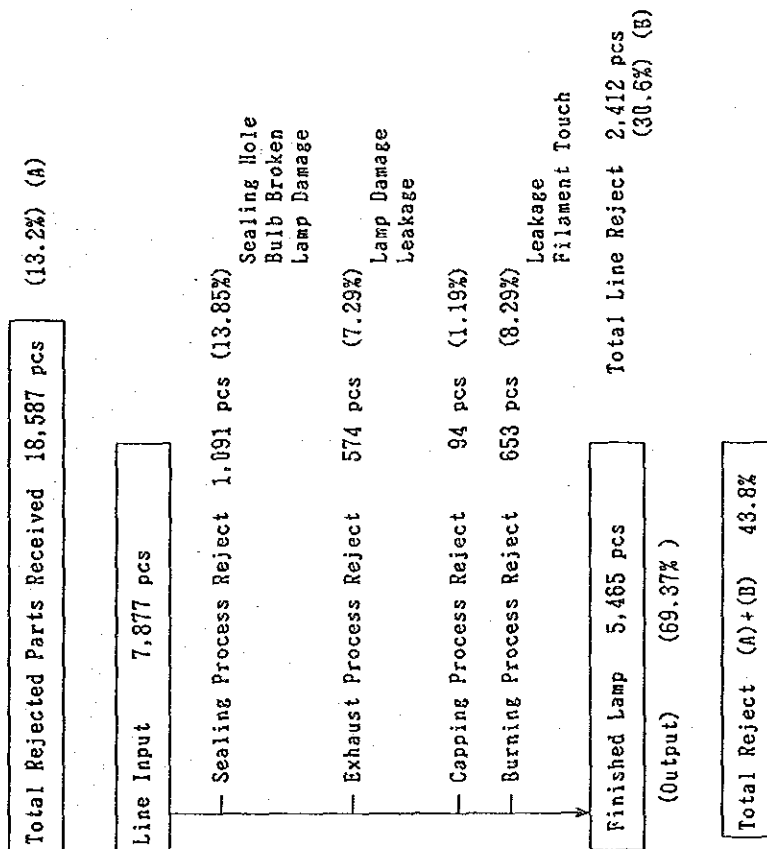 Total Rejected Parts Received 18,587 pcs (13.2%) (A)
Line Input 7,877 pcs
Sealing Process Reject 1,091 pcs (13.85%)
Sealing Hole
Bulb Broken
Lamp Damage
Exhaust Process Reject 574 pcs (7.29%)
Lamp Damage
Leakage
Capping Process Reject 94 pcs (1.19%)
Burning Process Reject 653 pcs (8.29%)
Leakage
Filament Touch
Finished Lamp 5,465 pcs
(Output) (69.37% )
Total Line Reject 2,412 pcs
(30.6%) (B)
Total Reject (A)+(B) 43.8%